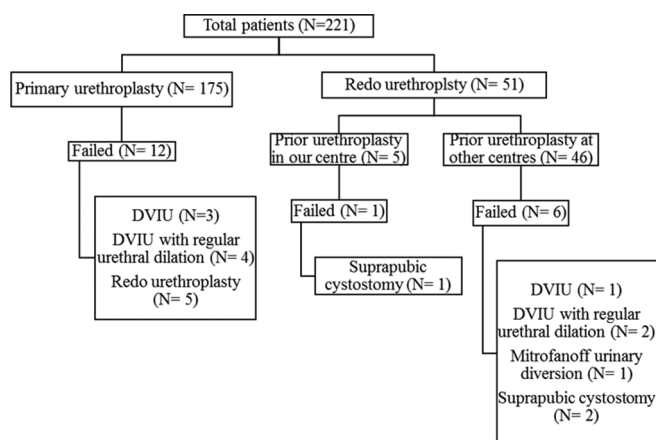 Total patients (N=221)
Primary urethroplasty (N= 175)
Redo urethroplsty (N= 51)
Failed (N= 12)
Prior urethroplasty
in our centre (N= 5)
Prior urethroplasty at
other centres (N= 46)
DVIU (N=3)
DVIU with regular
urethral dilation (N= 4)
Redo urethroplasty
(N= 5)
Failed (N= 1)
Failed (N= 6)
Suprapubic
cystostomy (N= 1)
DVIU (N= 1)
DVIU with regular
urethral dilation (N= 2)
Mitrofanoff urinary
diversion (N= 1)
Suprapubic cystostomy
(N= 2)